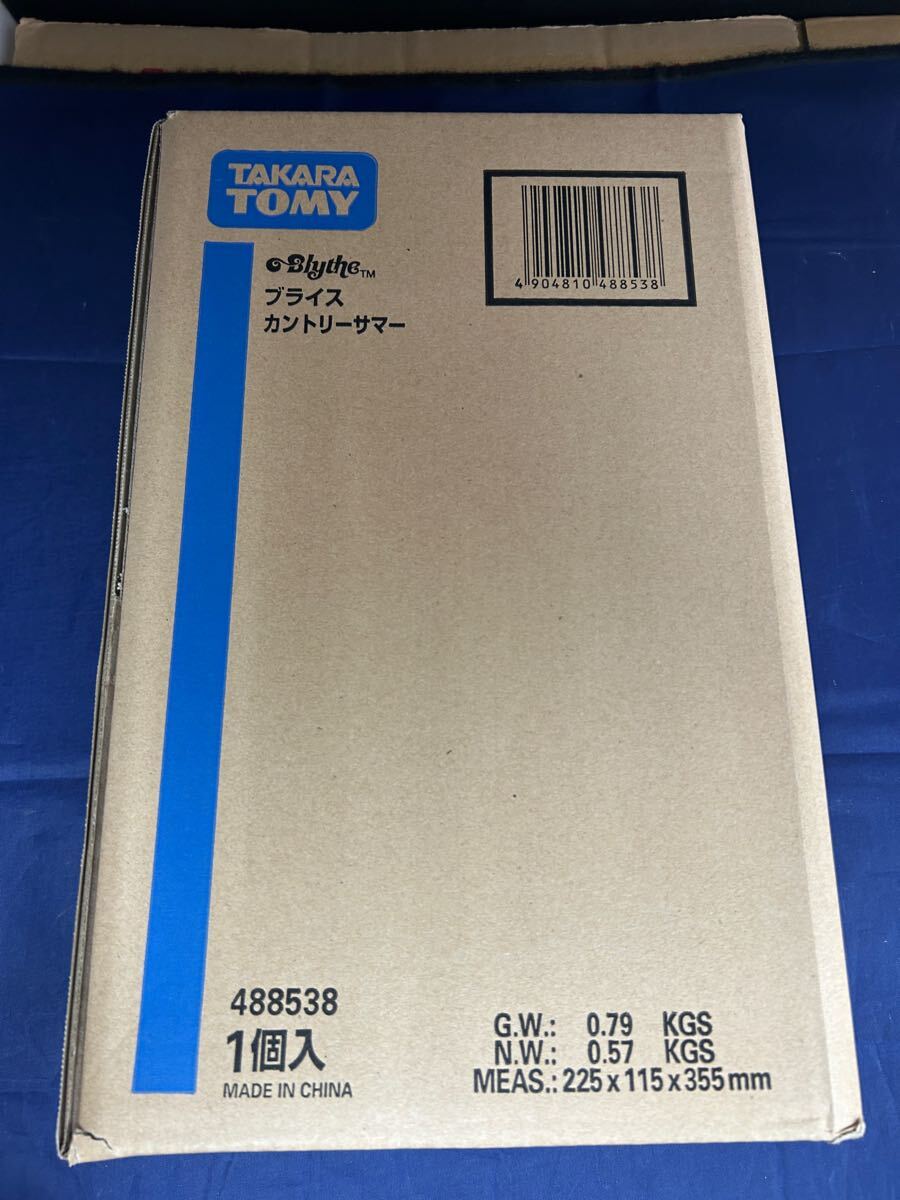 TAKARA
TOMY
Blythe™
ブライス
カントリーサマー
4 904810 488538
488538
1個入
MADE IN CHINA
G.W.: 0.79 KGS
N.W.: 0.57 KGS
MEAS.: 225 x 115 x 355 mm